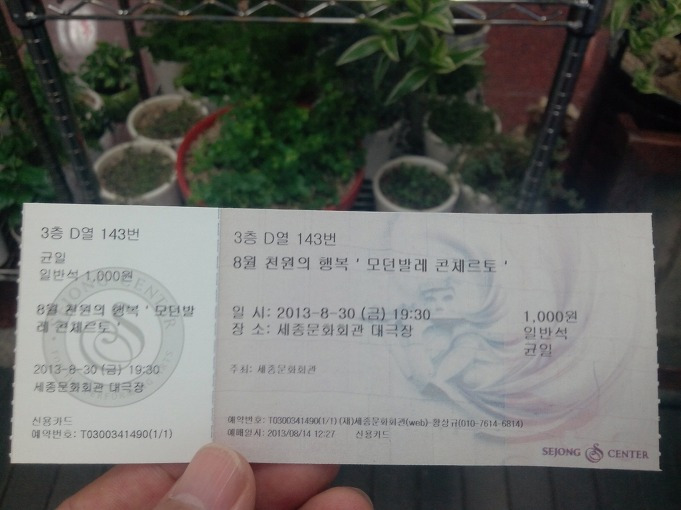 3층 D열 143번
균일
일반석 1,000원
8월 천원의 행복 ' 모던발
레 콘체르토 '
2013-8-30 (금) 19:30
세종문화회관 대극장
신용카드
예약번호: T0300341490(1/1)
3층 D열 143번
8월 천원의 행복 ' 모던발레 콘체르토 '
일 시: 2013-8-30 (금) 19:30
장 소: 세종문화회관 대극장
1,000원
일반석
균일
주최: 세종문화회관
예약번호: T0300341490(1/1) (재)세종문화회관(web)- (010-7614-6814)
예매일시: 2013/08/14 12:27 신용카드
SEJONG CENTER
SEJONG CENTER